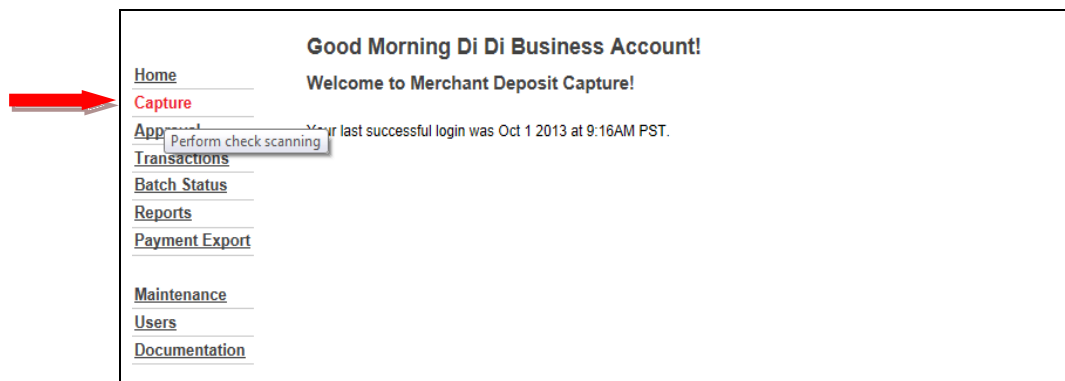 Good Morning Di Di Business Account!
Welcome to Merchant Deposit Capture!
Your last successful login was Oct 1 2013 at 9:16AM PST.
Home
Capture
Approval
Perform check scanning
Transactions
Batch Status
Reports
Payment Export
Maintenance
Users
Documentation